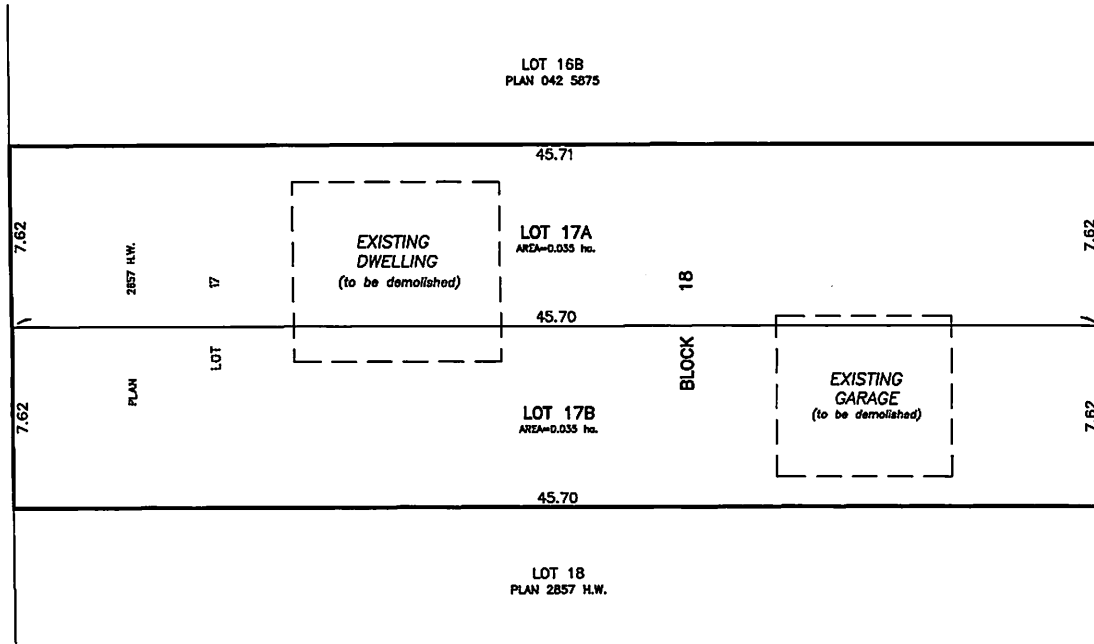 LOT 16B
PLAN 042 5875
45.71
7.62
7.62
EXISTING
DWELLING
(to be demolished)
LOT 17A
AREA=0.035 ha.
PLAN 2857 H.W.
LOT 17
BLOCK 18
45.70
7.62
7.62
EXISTING
GARAGE
(to be demolished)
LOT 17B
AREA=0.035 ha.
45.70
LOT 18
PLAN 2857 H.W.